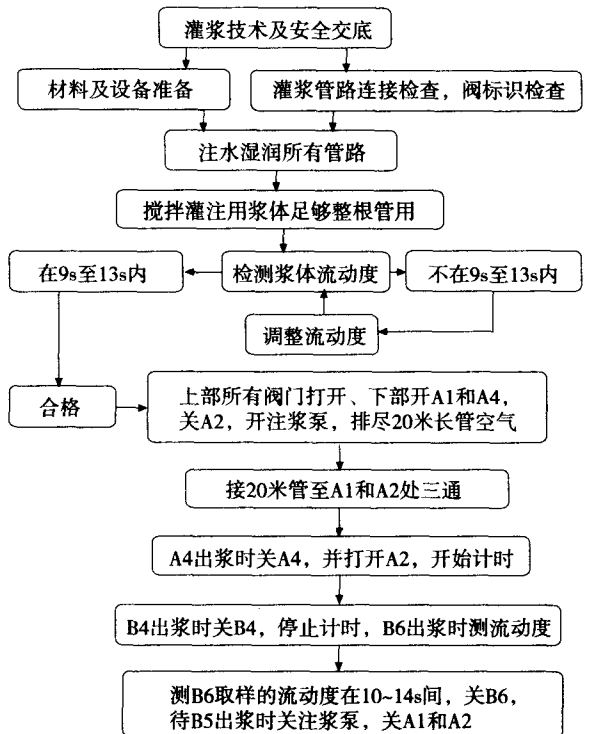 灌浆技术及安全交底
材料及设备准备
灌浆管路连接检查，阀标识检查
注水湿润所有管路
搅拌灌注用浆体足够整根管用
在9s至13s内
检测浆体流动度
不在9s至13s内
调整流动度
合格
上部所有阀门打开、下部开A1和A4，
关A2，开注浆泵，排尽20米长管空气
接20米管至A1和A2处三通
A4出浆时关A4，并打开A2，开始计时
B4出浆时关B4，停止计时，B6出浆时测流动度
测B6取样的流动度在10~14s间，关B6，
待B5出浆时关注浆泵，关A1和A2